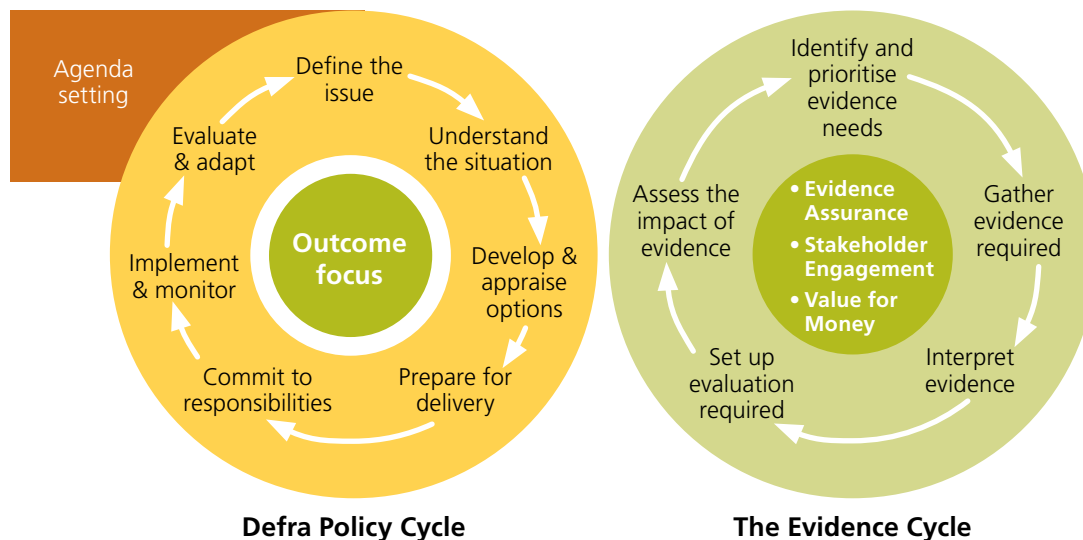 Agenda
setting
Define the
issue
Understand
the situation
Develop &
appraise
options
Prepare for
delivery
Commit to
responsibilities
Implement
& monitor
Evaluate
& adapt
Outcome
focus
Defra Policy Cycle
Identify and
prioritise
evidence
needs
Gather
evidence
required
Interpret
evidence
Set up
evaluation
required
Assess the
impact of
evidence
• Evidence
Assurance
• Stakeholder
Engagement
• Value for
Money
The Evidence Cycle